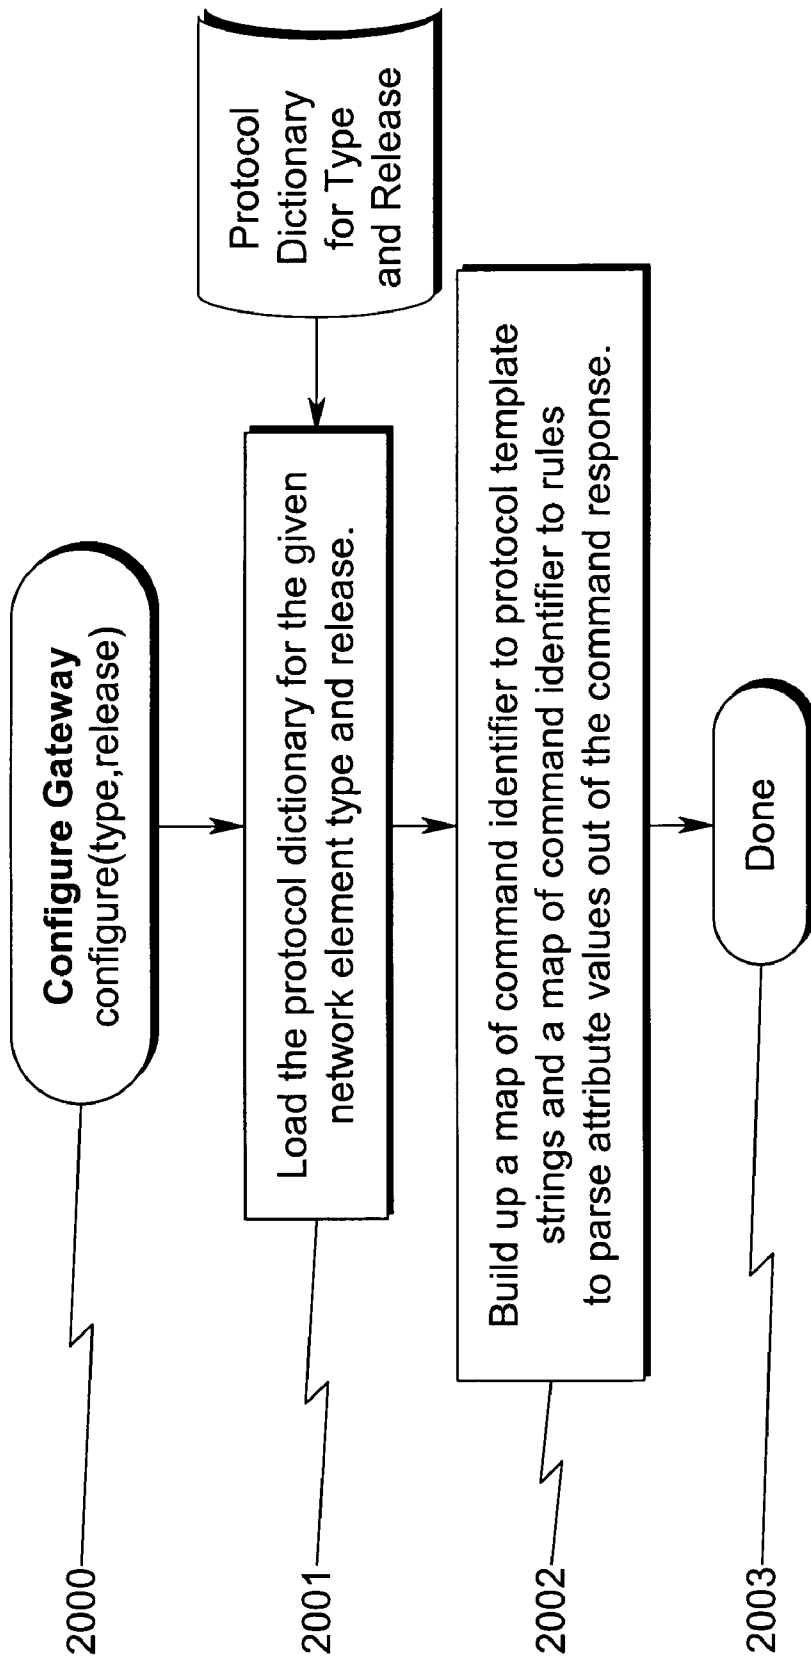 2000
Configure Gateway
configure(type,release)
2001
Load the protocol dictionary for the given
network element type and release.
Protocol
Dictionary
for Type
and Release
2002
Build up a map of command identifier to protocol template
strings and a map of command identifier to rules
to parse attribute values out of the command response.
2003
Done